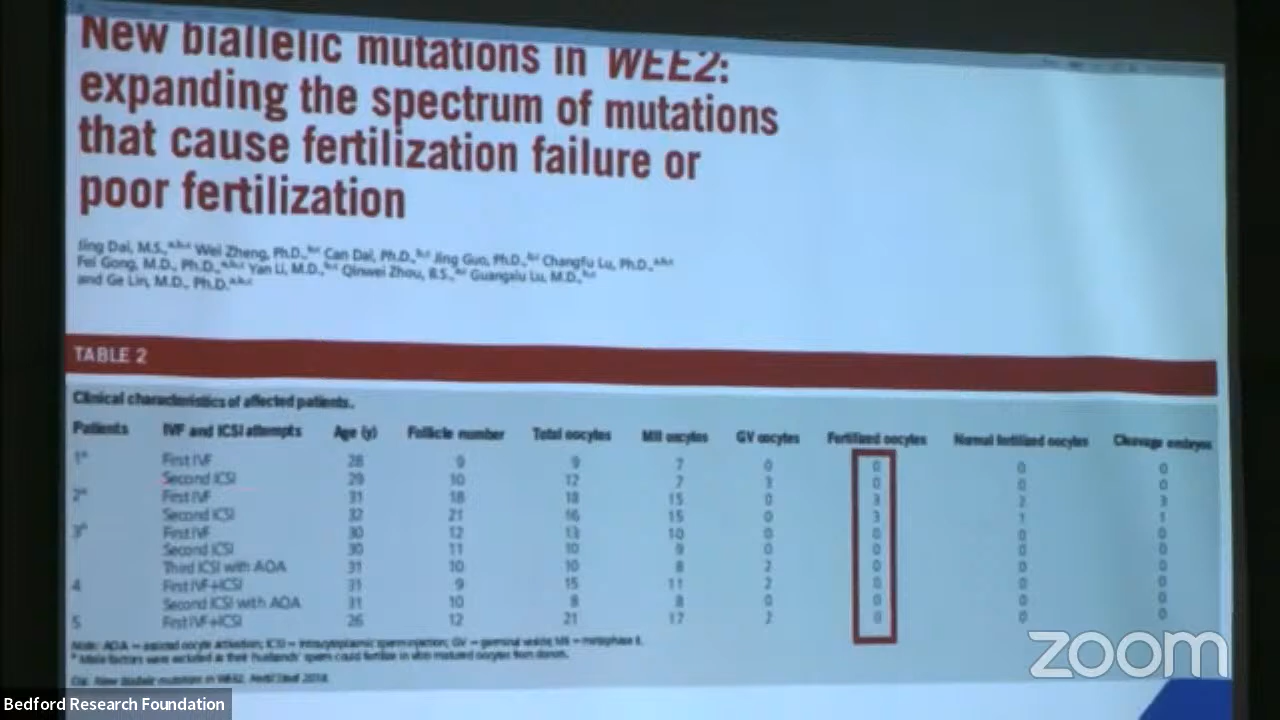 New biallelic mutations in WEE2:
expanding the spectrum of mutations
that cause fertilization failure or
poor fertilization
Jing Dai, M.S., Wei Zheng, Ph.D., Can Dai, Ph.D., Jing Guo, Ph.D., Changfu Lu, Ph.D.,
Fei Gong, M.D., Ph.D., Yan Li, M.D., Qinwei Zhou, B.S., Guangxiu Lu, M.D.,
and Ge Lin, M.D., Ph.D.
TABLE 2
Clinical characteristics of affected patients.
Patients IVF and ICSI attempts Age (y) Follicle number Total oocytes MII oocytes GV oocytes Fertilized oocytes Normal fertilized oocytes Cleavage embryos
1 First IVF 28 9 9 7 0 0 0 0
Second ICSI 29 10 12 7 3 0 0 0
2 First IVF 31 18 18 15 0 3 2 3
Second ICSI 32 21 16 15 0 3 1 1
3 First IVF 30 12 13 10 0 0 0 0
Second ICSI 30 11 10 9 0 0 0 0
Third ICSI with AOA 31 10 10 8 2 0 0 0
4 First IVF+ICSI 31 9 15 11 2 0 0 0
Second ICSI with AOA 31 10 8 8 0 0 0 0
5 First IVF+ICSI 26 12 21 17 2 0 0 0
Note: AOA = assisted oocyte activation; ICSI = intracytoplasmic sperm injection; GV = germinal vesicle; MII = metaphase II.
Male factors were excluded as their husbands' sperm could fertilize in vitro matured oocytes from donors.
Dai. New biallelic mutations in WEE2. Fertil Steril 2018.
zoom
Bedford Research Foundation